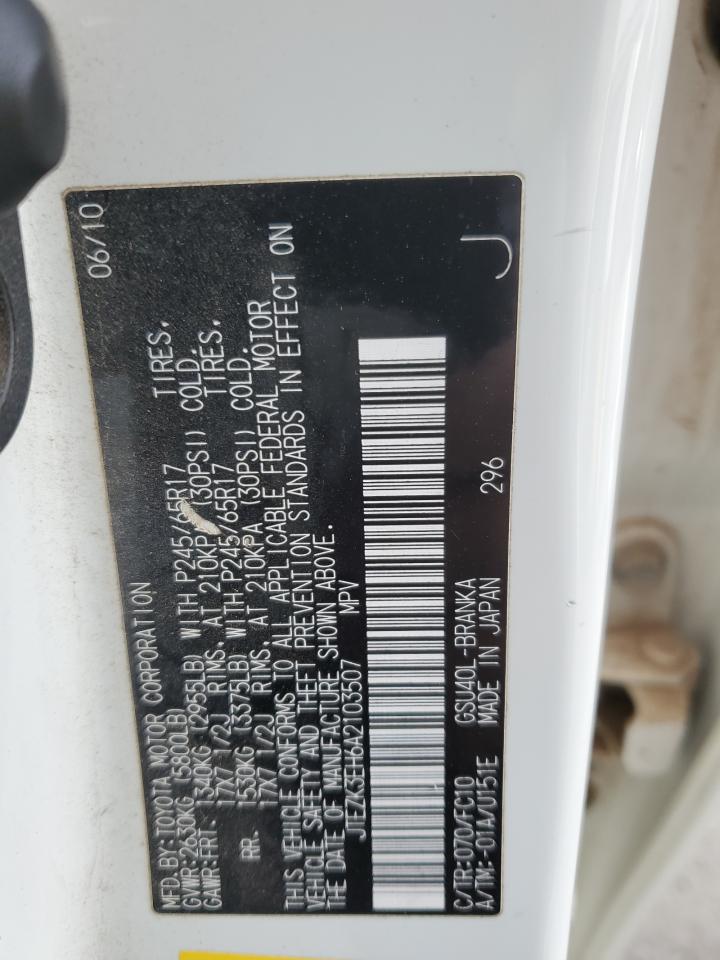 MFD. BY: TOYOTA MOTOR CORPORATION 06/10
GVWR: 2630KG (5800LB)
GAWR: FRT. 1340KG (2955LB) WITH P245/65R17 TIRES,
17X7 1/2J RIMS, AT 210KP (30PSI) COLD.
RR. 1530KG (3375LB) WITH P245/65R17 TIRES,
17X7 1/2J RIMS, AT 210KPA (30PSI) COLD.
THIS VEHICLE CONFORMS TO ALL APPLICABLE FEDERAL MOTOR
VEHICLE SAFETY AND THEFT PREVENTION STANDARDS IN EFFECT ON
THE DATE OF MANUFACTURE SHOWN ABOVE.
JTEZK3EH6A2103507 MPV
C/TR: 070/FC10 GSU40L-BRANKA 296 J
A/TM: -01A/U151E MADE IN JAPAN